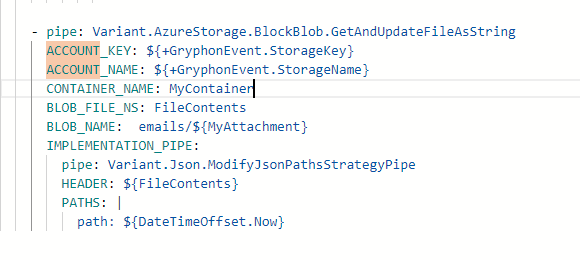 - pipe: Variant.AzureStorage.BlockBlob.GetAndUpdateFileAsString
ACCOUNT_KEY: ${+GryphonEvent.StorageKey}
ACCOUNT_NAME: ${+GryphonEvent.StorageName}
CONTAINER_NAME: MyContainer
BLOB_FILE_NS: FileContents
BLOB_NAME:  emails/${MyAttachment}
IMPLEMENTATION_PIPE:
pipe: Variant.Json.ModifyJsonPathsStrategyPipe
HEADER: ${FileContents}
PATHS: |
path: ${DateTimeOffset.Now}